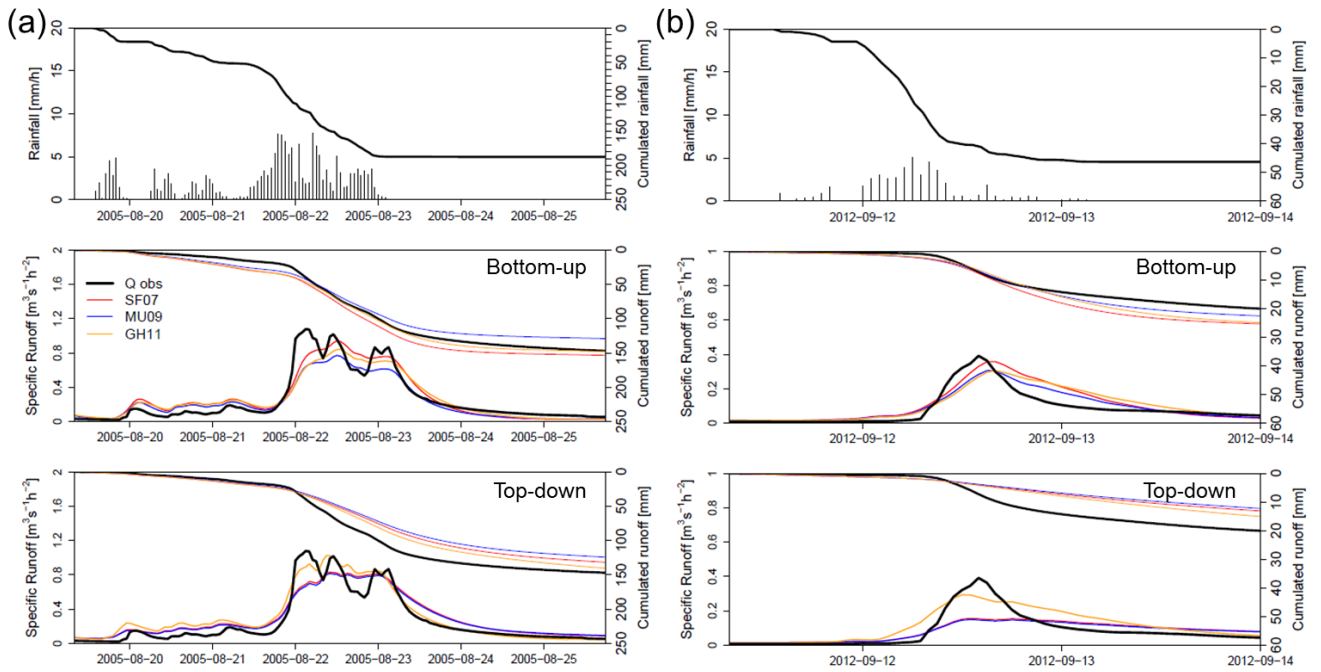 (a)
20
15
10
5
0
Rainfall [mm/h]
0
50
100
150
200
250
Cumulated rainfall [mm]
2005-08-20 2005-08-21 2005-08-22 2005-08-23 2005-08-24 2005-08-25
(b)
20
15
10
5
0
Rainfall [mm/h]
0
10
20
30
40
50
60
Cumulated rainfall [mm]
2012-09-12 2012-09-13 2012-09-14
Bottom-up
Q obs
SF07
MU09
GH11
2
1.6
1.2
0.8
0.4
0
Specific Runoff [m³s⁻¹h⁻²]
0
50
100
150
200
250
Cumulated runoff [mm]
2005-08-20 2005-08-21 2005-08-22 2005-08-23 2005-08-24 2005-08-25
Bottom-up
1
0.8
0.6
0.4
0.2
0
Specific Runoff [m³s⁻¹h⁻²]
0
10
20
30
40
50
60
Cumulated runoff [mm]
2012-09-12 2012-09-13 2012-09-14
Top-down
2
1.6
1.2
0.8
0.4
0
Specific Runoff [m³s⁻¹h⁻²]
0
50
100
150
200
250
Cumulated runoff [mm]
2005-08-20 2005-08-21 2005-08-22 2005-08-23 2005-08-24 2005-08-25
Top-down
1
0.8
0.6
0.4
0.2
0
Specific Runoff [m³s⁻¹h⁻²]
0
10
20
30
40
50
60
Cumulated runoff [mm]
2012-09-12 2012-09-13 2012-09-14